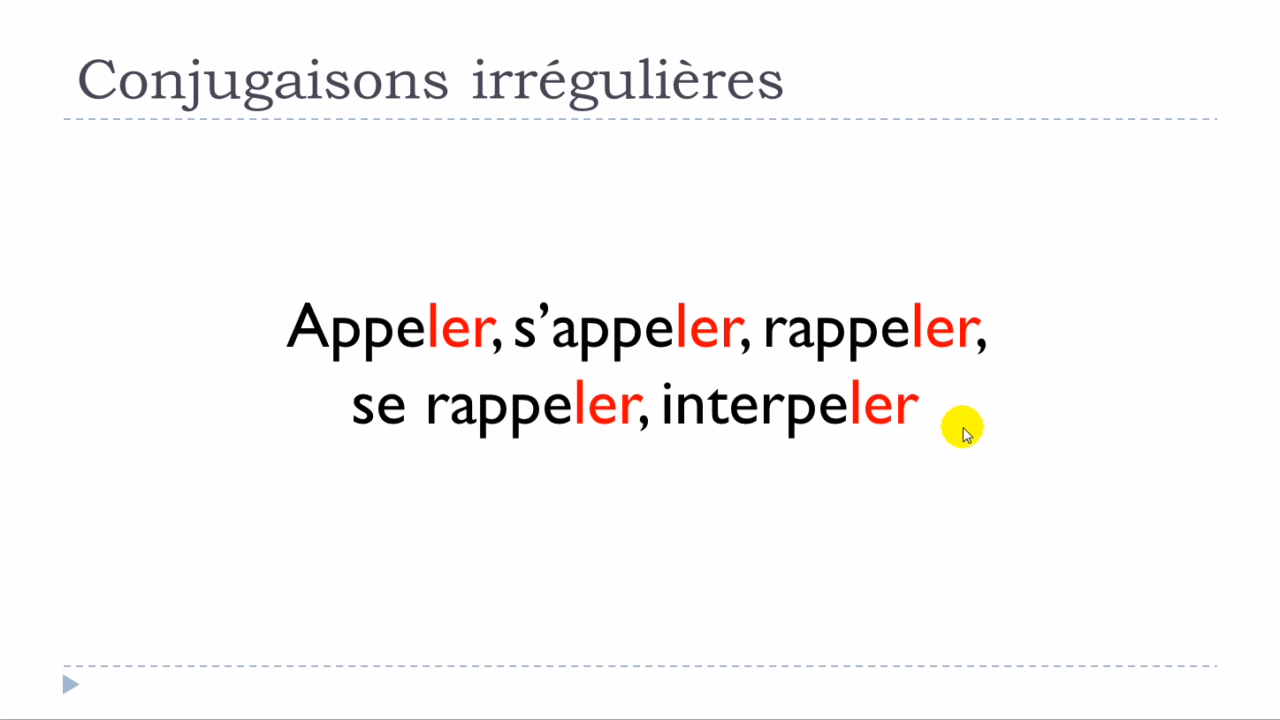 Conjugaisons irrégulières
Appeler, s’appeler, rappeler,
se rappeler, interpeler